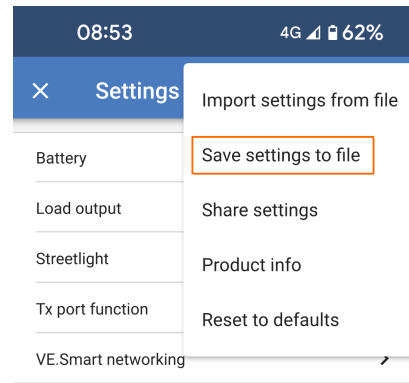 08:53 4G 62%
Settings
Import settings from file
Save settings to file
Share settings
Product info
Reset to defaults
Battery
Load output
Streetlight
Tx port function
VE.Smart networking